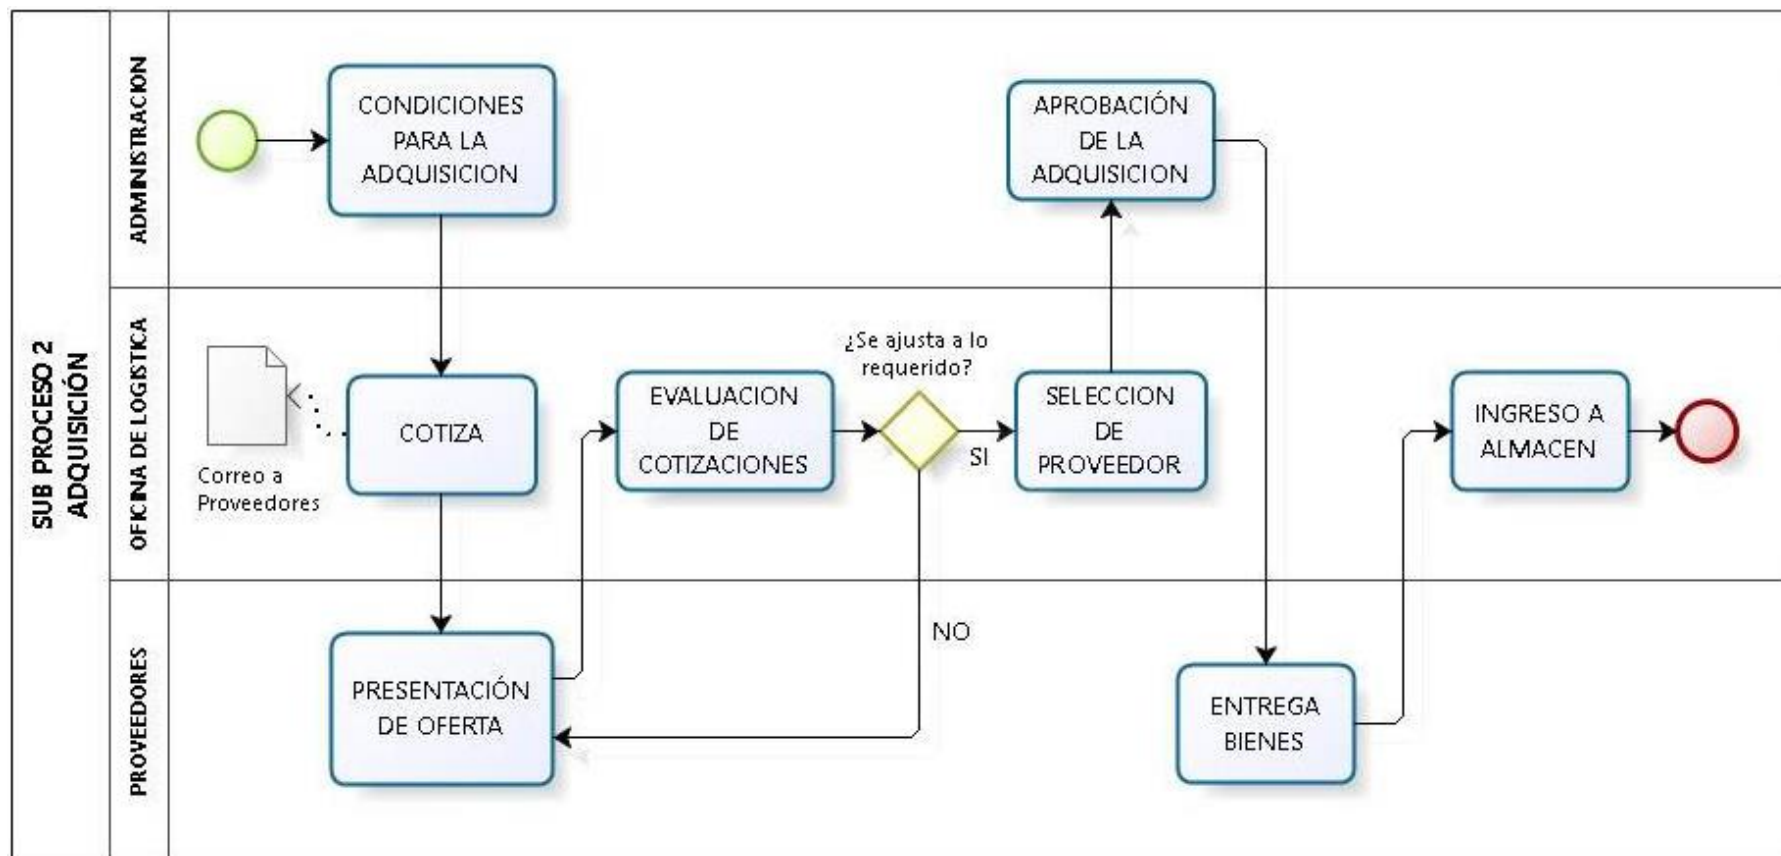 SUB PROCESO 2
ADQUISICIÓN
ADMINISTRACION
CONDICIONES
PARA LA
ADQUISICION
APROBACIÓN
DE LA
ADQUISICION
OFICINA DE LOGISTICA
Correo a
Proveedores
COTIZA
EVALUACION
DE
COTIZACIONES
¿Se ajusta a lo
requerido?
SI
NO
SELECCION
DE
PROVEEDOR
INGRESO A
ALMACEN
PROVEEDORES
PRESENTACIÓN
DE OFERTA
ENTREGA
BIENES